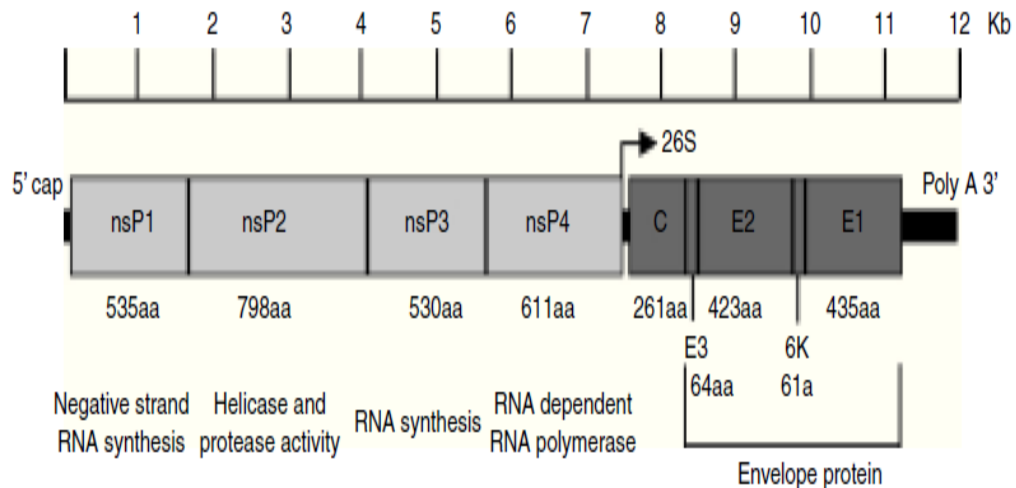 1 2 3 4 5 6 7 8 9 10 11 12 Kb
26S
5' cap
Poly A 3'
nsP1 nsP2 nsP3 nsP4 C E2 E1
535aa 798aa 530aa 611aa 261aa 423aa 435aa
E3 6K
64aa 61a
Negative strand
RNA synthesis
Helicase and
protease activity
RNA synthesis
RNA dependent
RNA polymerase
Envelope protein